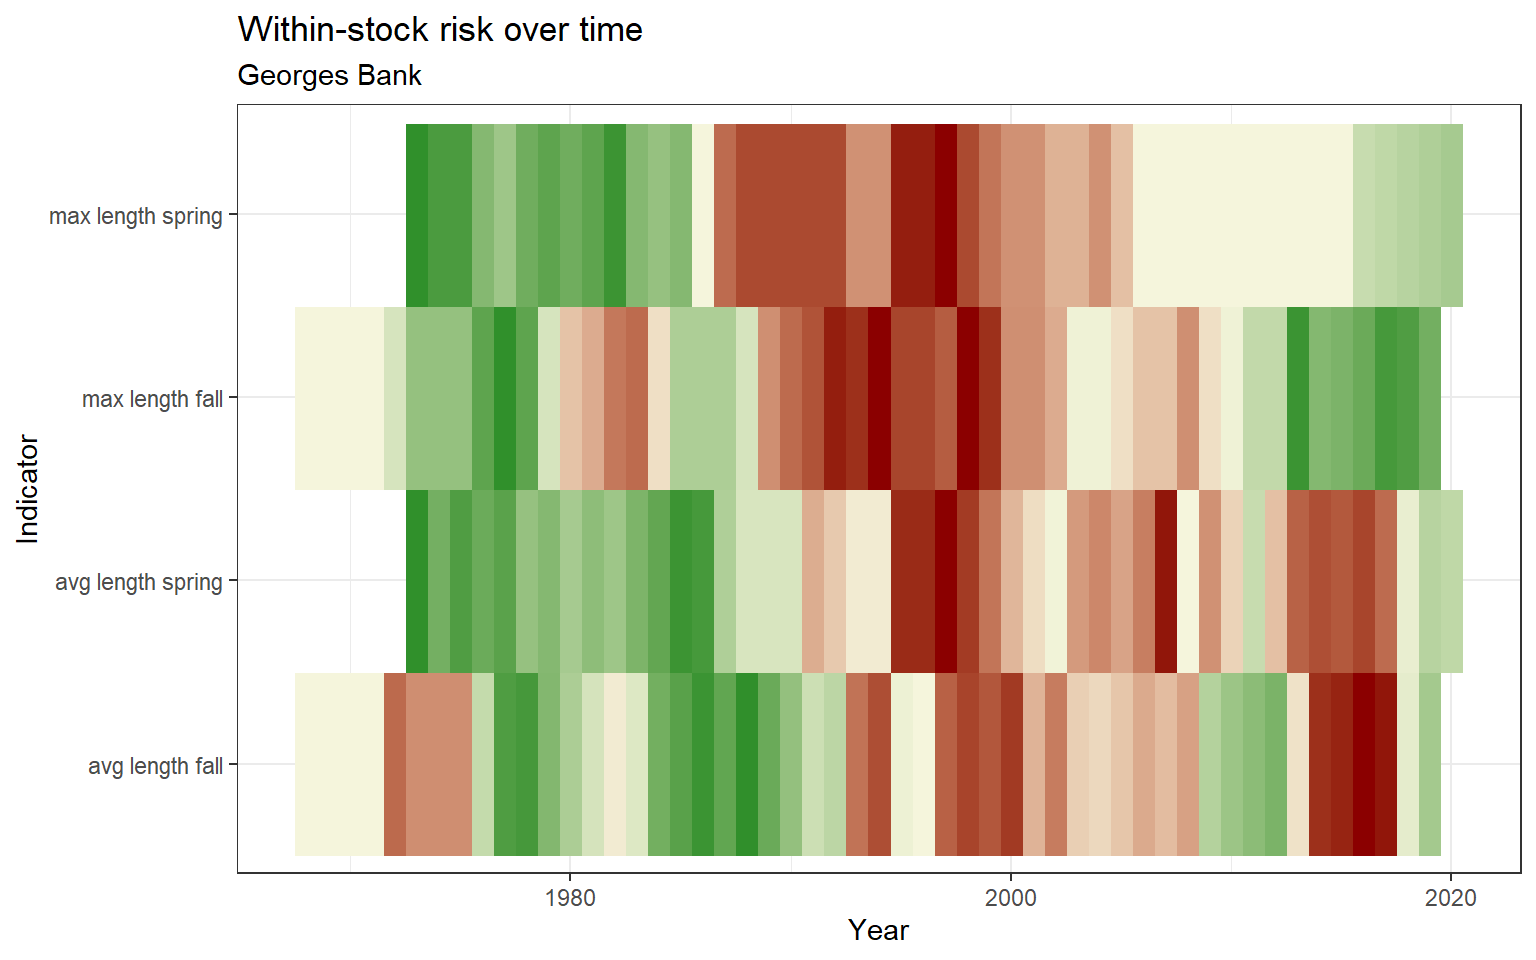 Within-stock risk over time
Georges Bank
max length spring
max length fall
avg length spring
avg length fall
Indicator
1980
2000
2020
Year